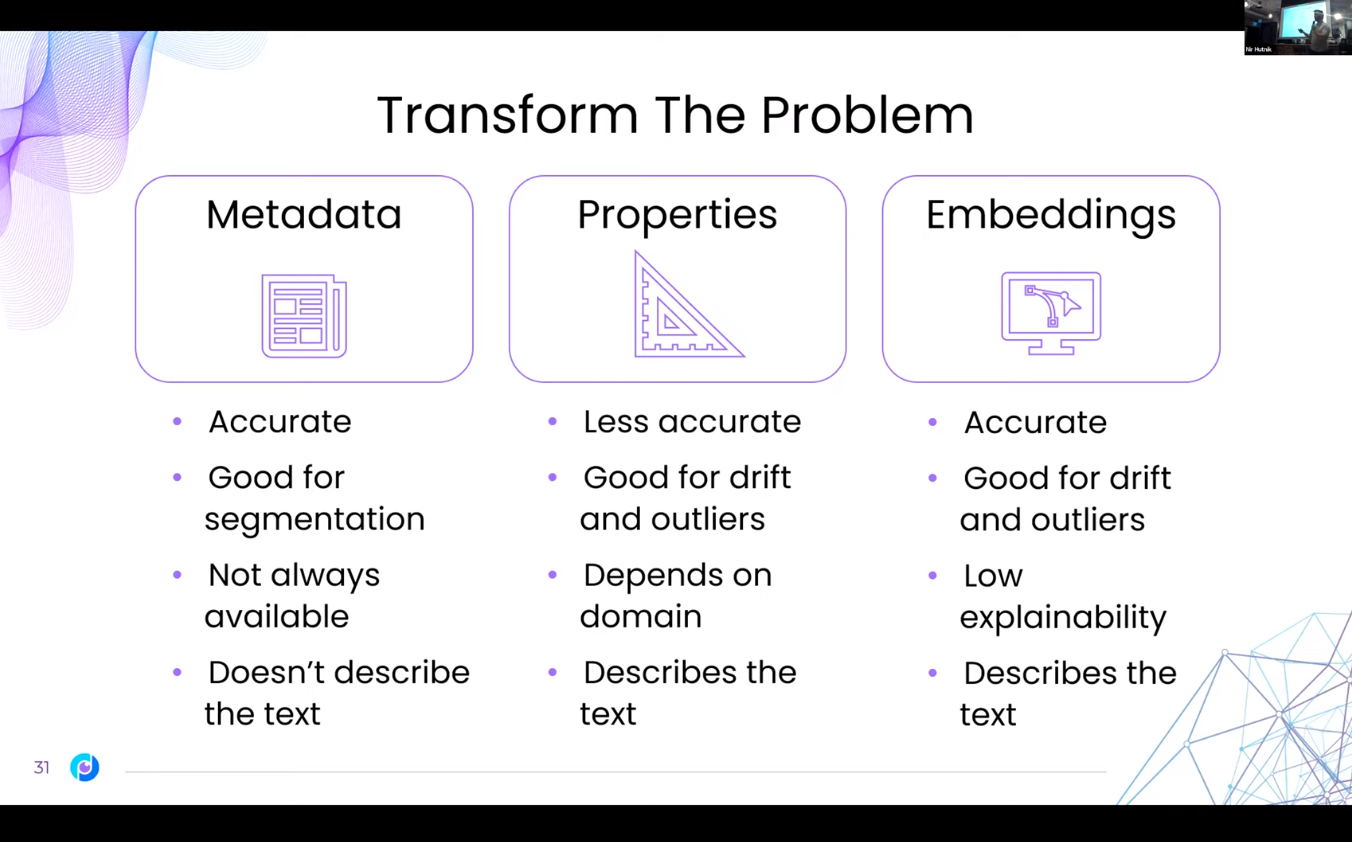 Nir Hutnik
Transform The Problem
Metadata
Properties
Embeddings
• Accurate
• Good for
segmentation
• Not always
available
• Doesn’t describe
the text
• Less accurate
• Good for drift
and outliers
• Depends on
domain
• Describes the
text
• Accurate
• Good for drift
and outliers
• Low
explainability
• Describes the
text
31